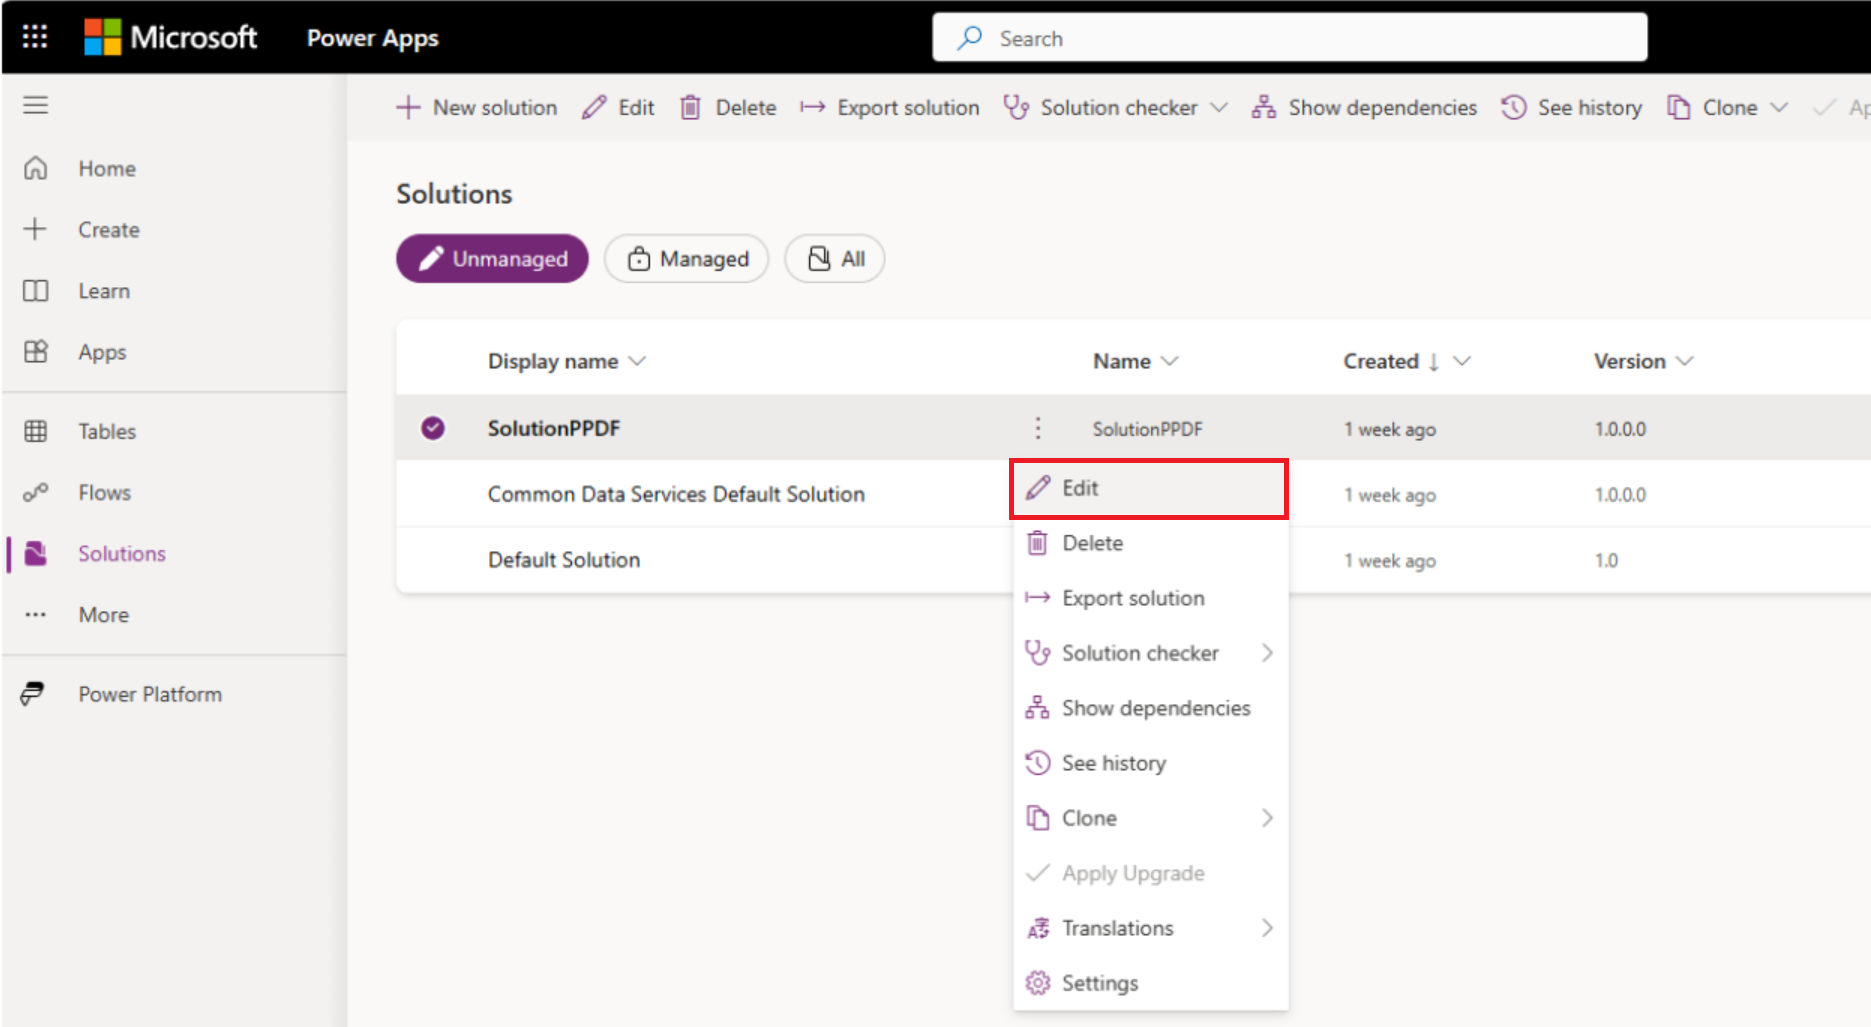 Microsoft Power Apps Search
New solution Edit Delete Export solution Solution checker Show dependencies See history Clone
Home
Create
Learn
Apps
Tables
Flows
Solutions
More
Power Platform
Solutions
Unmanaged Managed All
Display name Name Created Version
SolutionPPDF SolutionPPDF 1 week ago 1.0.0.0
Common Data Services Default Solution 1 week ago 1.0.0.0
Default Solution 1 week ago 1.0
Edit
Delete
Export solution
Solution checker
Show dependencies
See history
Clone
Apply Upgrade
Translations
Settings